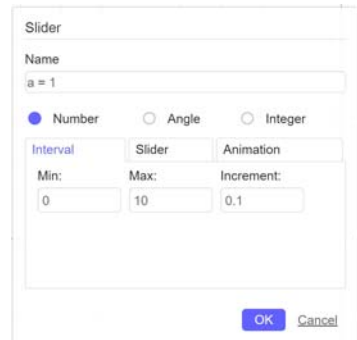 Slider
Name
a = 1
Number Angle Integer
Interval Slider Animation
Min: Max: Increment:
0 10 0.1
OK Cancel